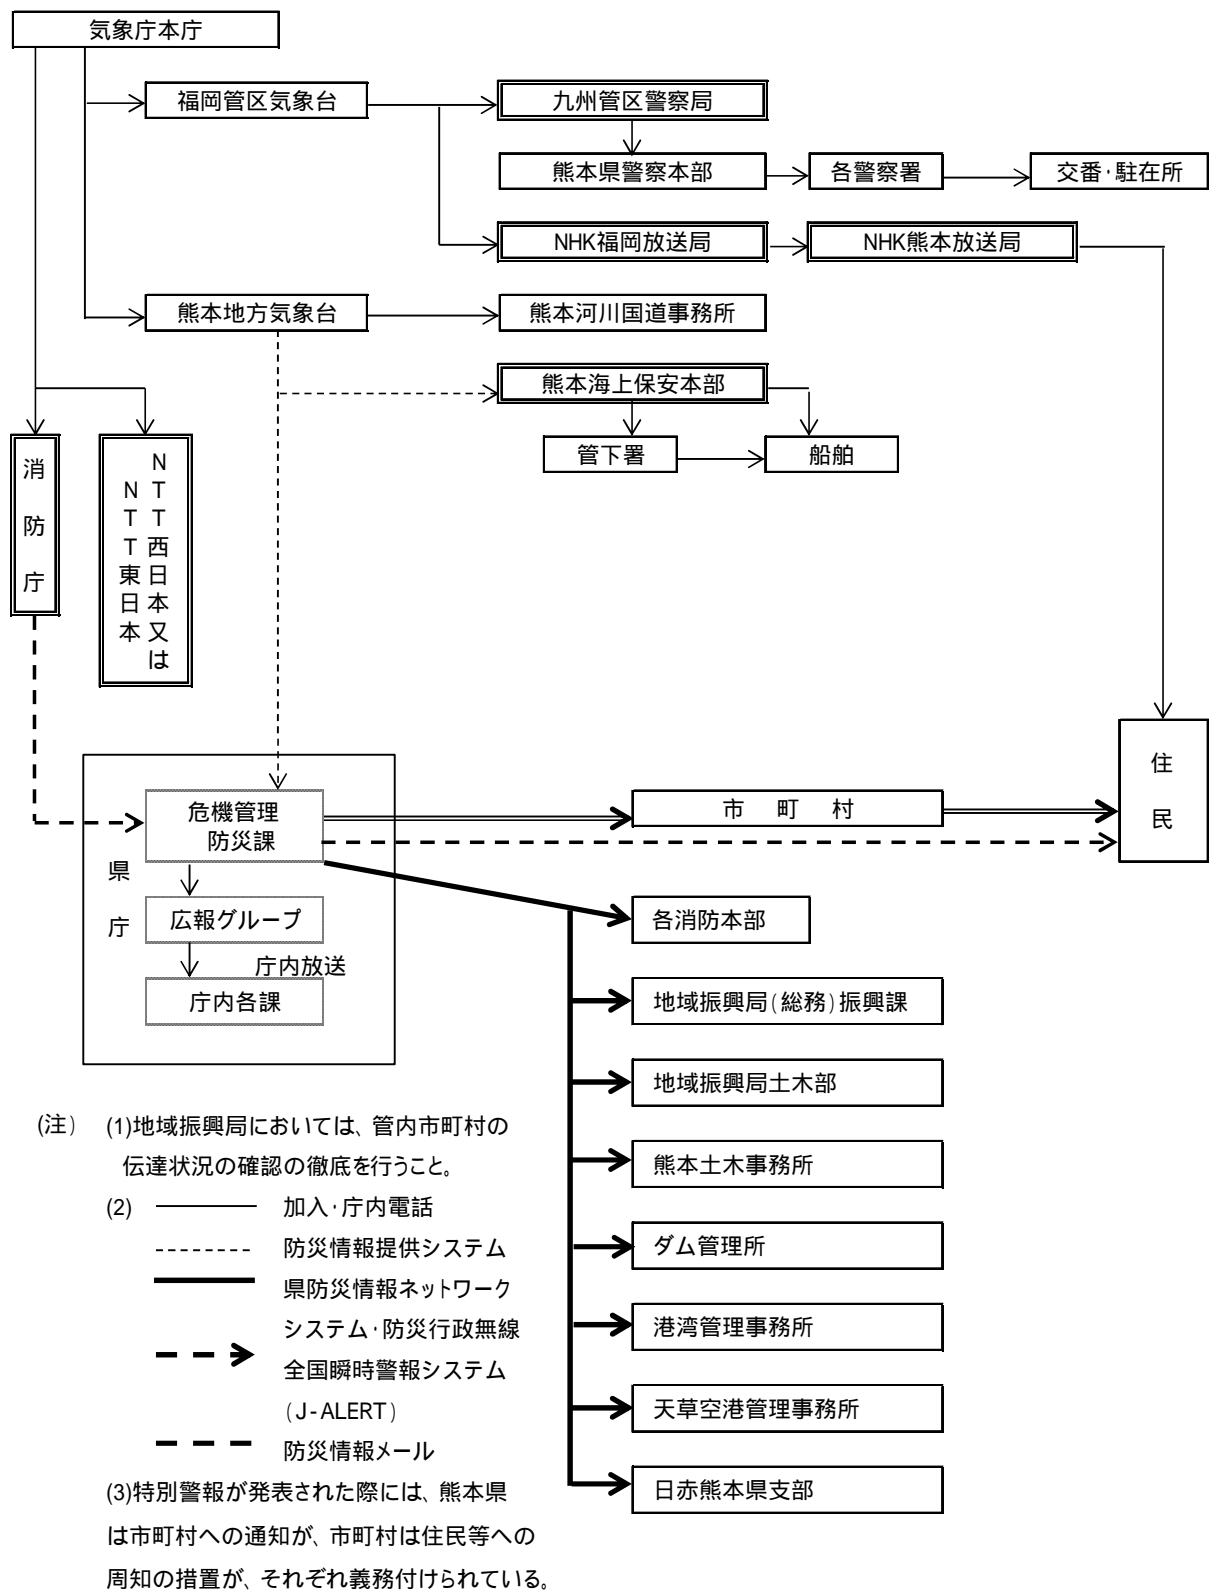 気象庁本庁
福岡管区気象台
九州管区警察局
熊本県警察本部
各警察署
交番・駐在所
NHK福岡放送局
NHK熊本放送局
熊本地方気象台
熊本河川国道事務所
熊本海上保安本部
管下署
船舶
消防庁
NTT西日本又は
NTT東日本
住民
危機管理
防災課
市町村
県庁
広報グループ
庁内放送
庁内各課
各消防本部
地域振興局(総務)振興課
地域振興局土木部
熊本土木事務所
ダム管理所
港湾管理事務所
天草空港管理事務所
日赤熊本県支部
(注) (1)地域振興局においては、管内市町村の
伝達状況の確認の徹底を行うこと。
(2) 加入・庁内電話
防災情報提供システム
県防災情報ネットワーク
システム・防災行政無線
全国瞬時警報システム
(J-ALERT)
防災情報メール
(3)特別警報が発表された際には、熊本県
は市町村への通知が、市町村は住民等への
周知の措置が、それぞれ義務付けられている。